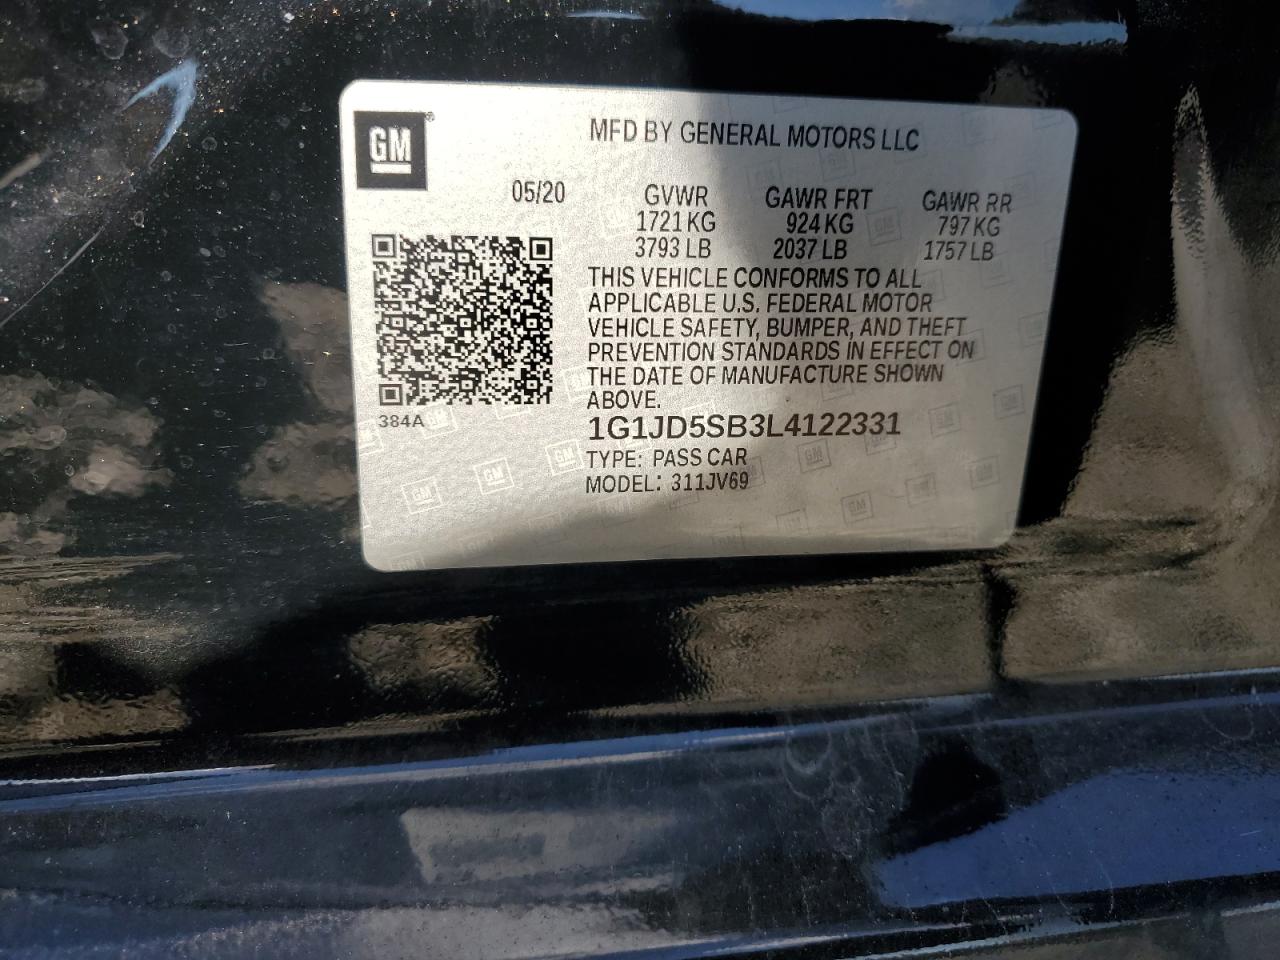 GM®
MFD BY GENERAL MOTORS LLC
05/20 GVWR GAWR FRT GAWR RR
1721 KG 924 KG 797 KG
3793 LB 2037 LB 1757 LB
THIS VEHICLE CONFORMS TO ALL
APPLICABLE U.S. FEDERAL MOTOR
VEHICLE SAFETY, BUMPER, AND THEFT
PREVENTION STANDARDS IN EFFECT ON
THE DATE OF MANUFACTURE SHOWN
ABOVE.
384A
1G1JD5SB3L4122331
TYPE: PASS CAR
MODEL: 311JV69